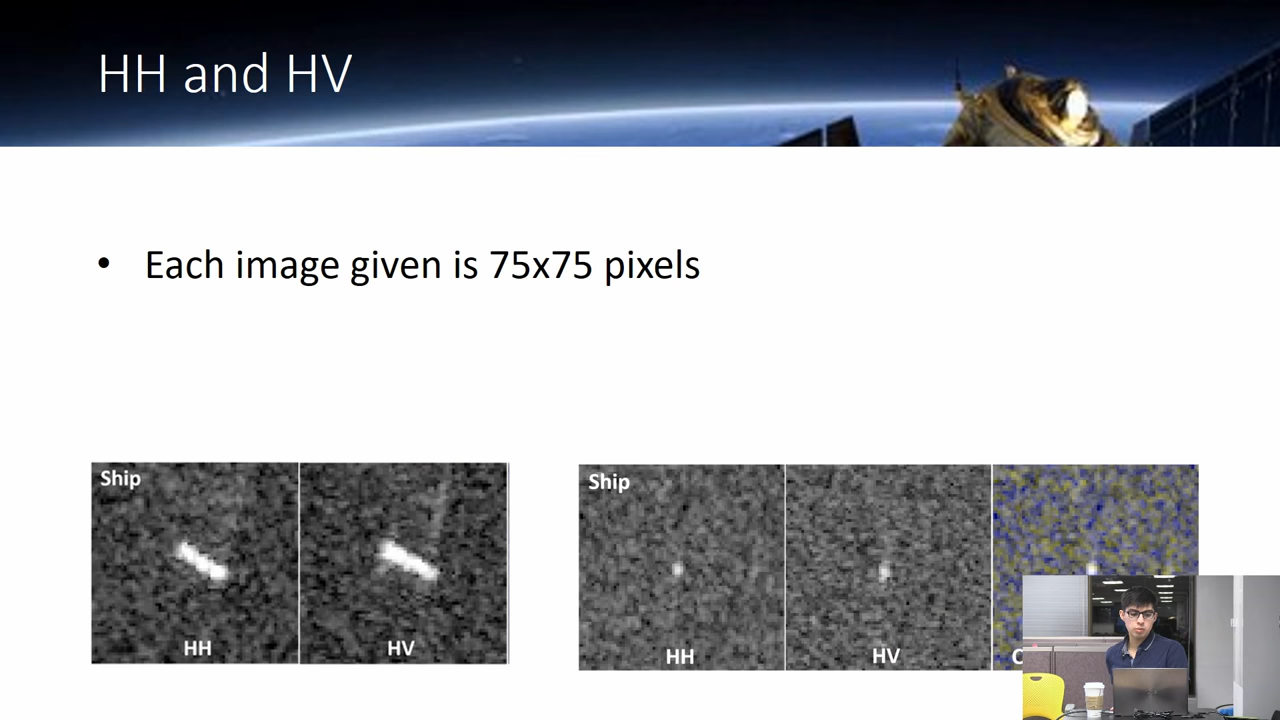 HH and HV
• Each image given is 75x75 pixels
Ship
HH
HV
Ship
HH
HV
C